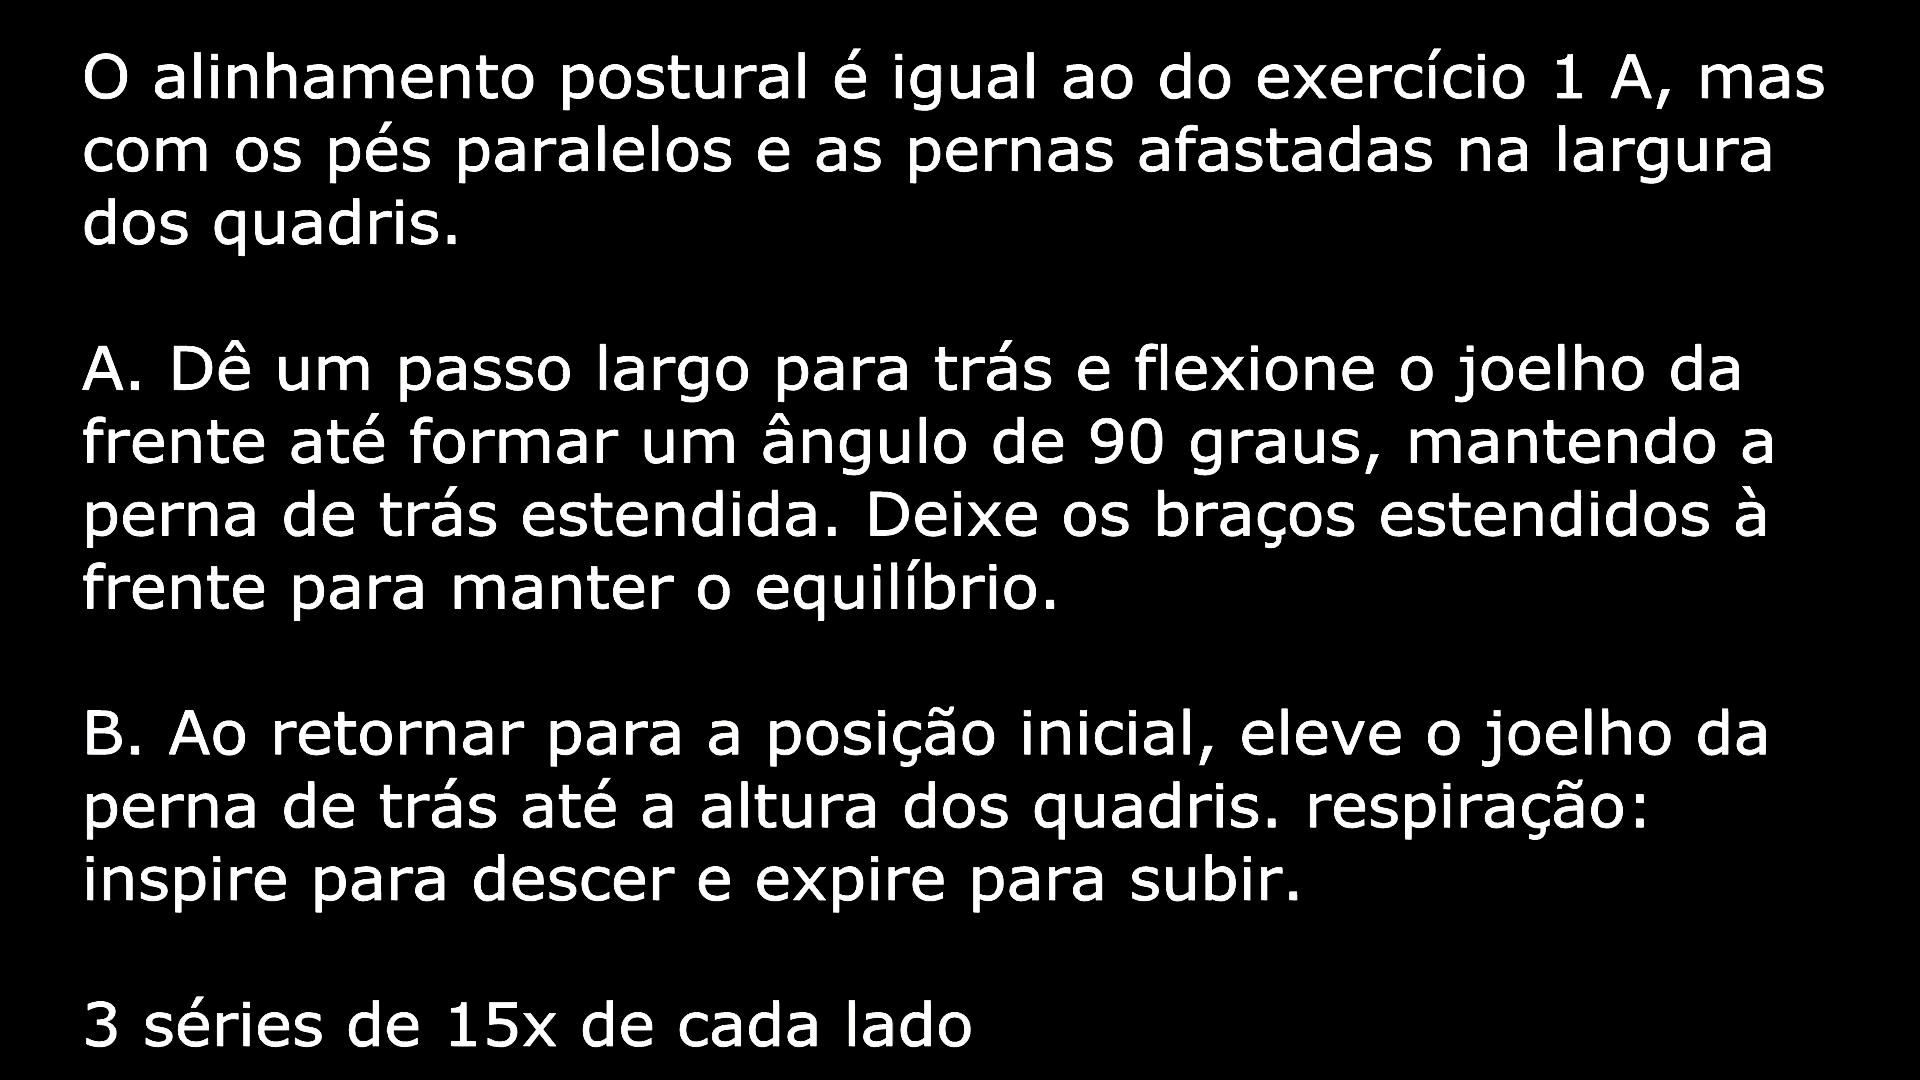 O alinhamento postural é igual ao do exercício 1 A, mas
com os pés paralelos e as pernas afastadas na largura
dos quadris.
A. Dê um passo largo para trás e flexione o joelho da
frente até formar um ângulo de 90 graus, mantendo a
perna de trás estendida. Deixe os braços estendidos à
frente para manter o equilíbrio.
B. Ao retornar para a posição inicial, eleve o joelho da
perna de trás até a altura dos quadris. respiração:
inspire para descer e expire para subir.
3 séries de 15x de cada lado